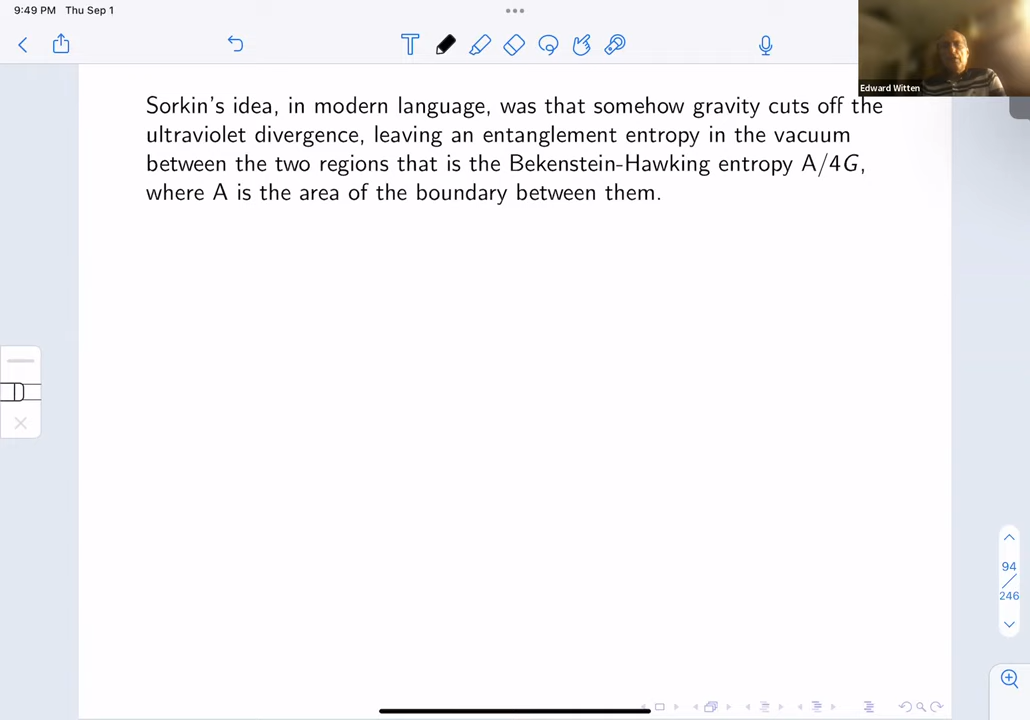 9:49 PM Thu Sep 1
T
Edward Witten
Sorkin's idea, in modern language, was that somehow gravity cuts off the
ultraviolet divergence, leaving an entanglement entropy in the vacuum
between the two regions that is the Bekenstein-Hawking entropy A/4G,
where A is the area of the boundary between them.
94
246